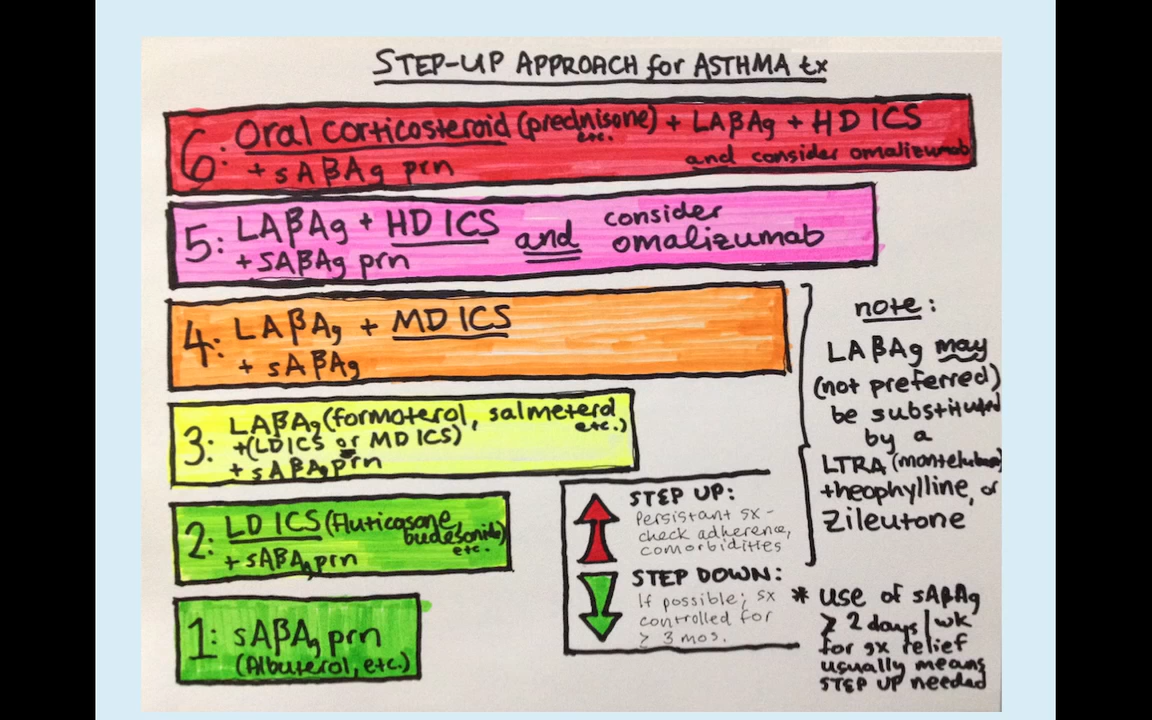 STEP-UP APPROACH for ASTHMA tx
6: Oral corticosteroid (prednisone) + LAβAg + HD ICS
etc.
+ sAβAg prn and consider omalizumab
5: LAβAg + HD ICS and consider
omalizumab
+ SAβAg prn
4: LAβAg + MD ICS
+ sAβAg
3: LAβAg (formoterol, salmeterol
etc.)
+(LD ICS or MD ICS)
+ sAβAg prn
2: LD ICS (Fluticasone,
budesonide)
etc.
+ sAβAg prn
1: sAβAg prn
(Albuterol, etc.)
note:
LAβAg may
(not preferred)
be substituted
by a
LTRA (montelukast)
theophylline, or
Zileutone
STEP UP:
Persistant sx -
check adherence,
comorbidities
STEP DOWN:
If possible; sx
controlled for
≥ 3 mos.
* Use of sAβAg
≥ 2 days/wk
for sx relief
usually means
STEP UP needed